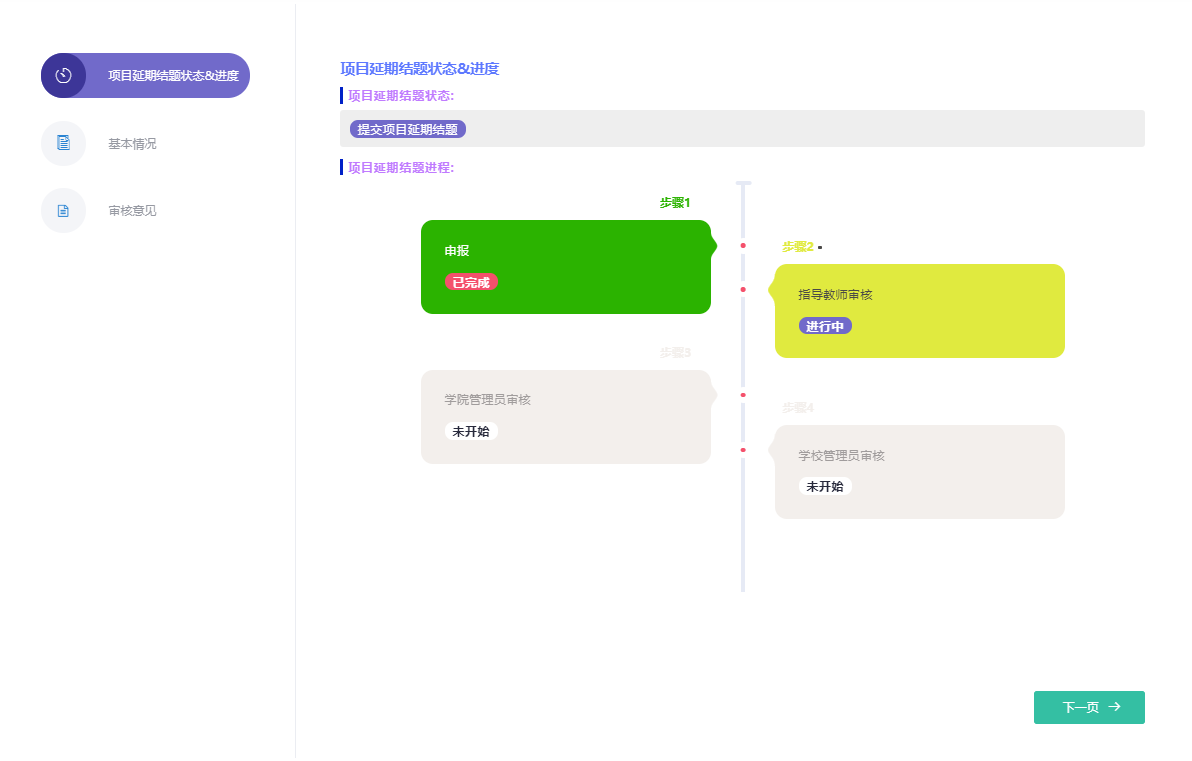 项目延期结题状态&进度
基本情况
审核意见
项目延期结题状态&进度
项目延期结题状态:
提交项目延期结题
项目延期结题进程:
步骤1
申报
已完成
步骤2
指导教师审核
进行中
步骤3
学院管理员审核
未开始
步骤4
学校管理员审核
未开始
下一页